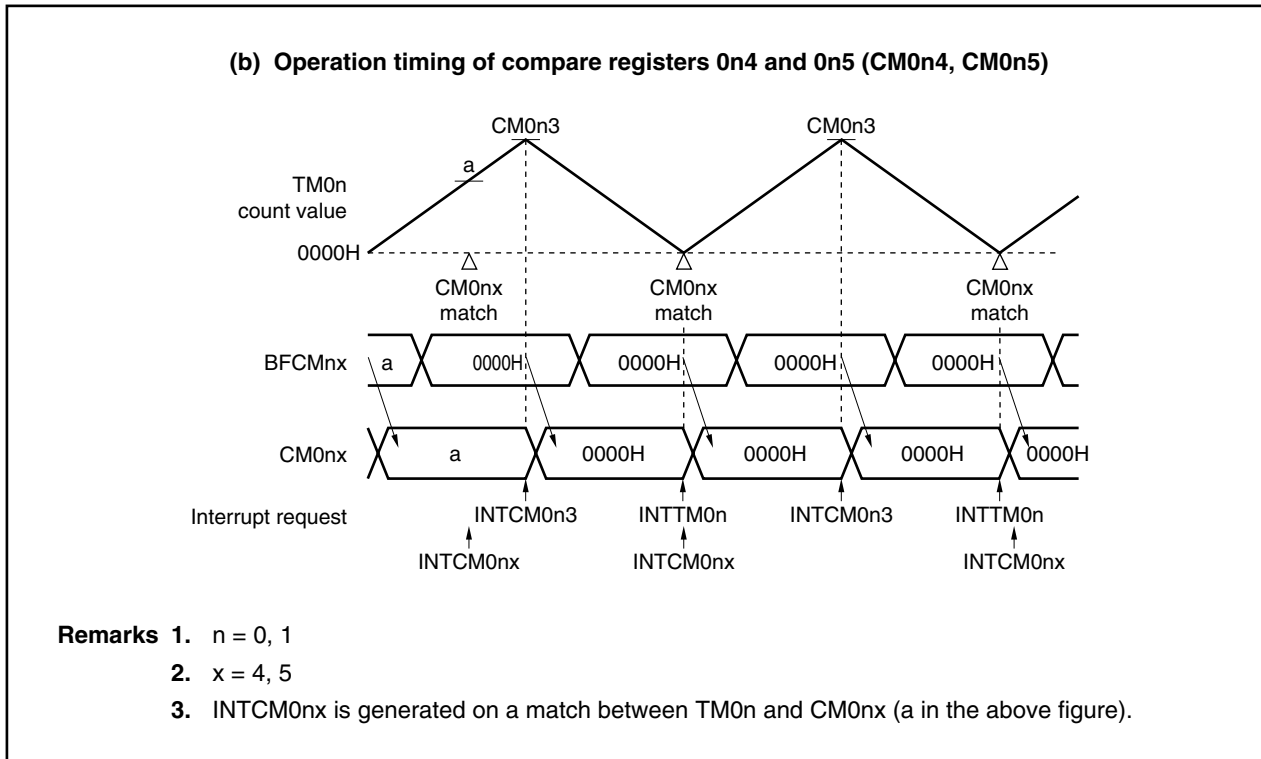 (b) Operation timing of compare registers 0n4 and 0n5 (CM0n4, CM0n5)
CM0n3 CM0n3
a
TM0n
count value
0000H
CM0nx CM0nx CM0nx
match match match
BFCMnx a 0000H 0000H 0000H 0000H
CM0nx a 0000H 0000H 0000H 0000H
Interrupt request INTCM0n3 INTTM0n INTCM0n3 INTTM0n
INTCM0nx INTCM0nx INTCM0nx
Remarks 1. n = 0, 1
2. x = 4, 5
3. INTCM0nx is generated on a match between TM0n and CM0nx (a in the above figure).